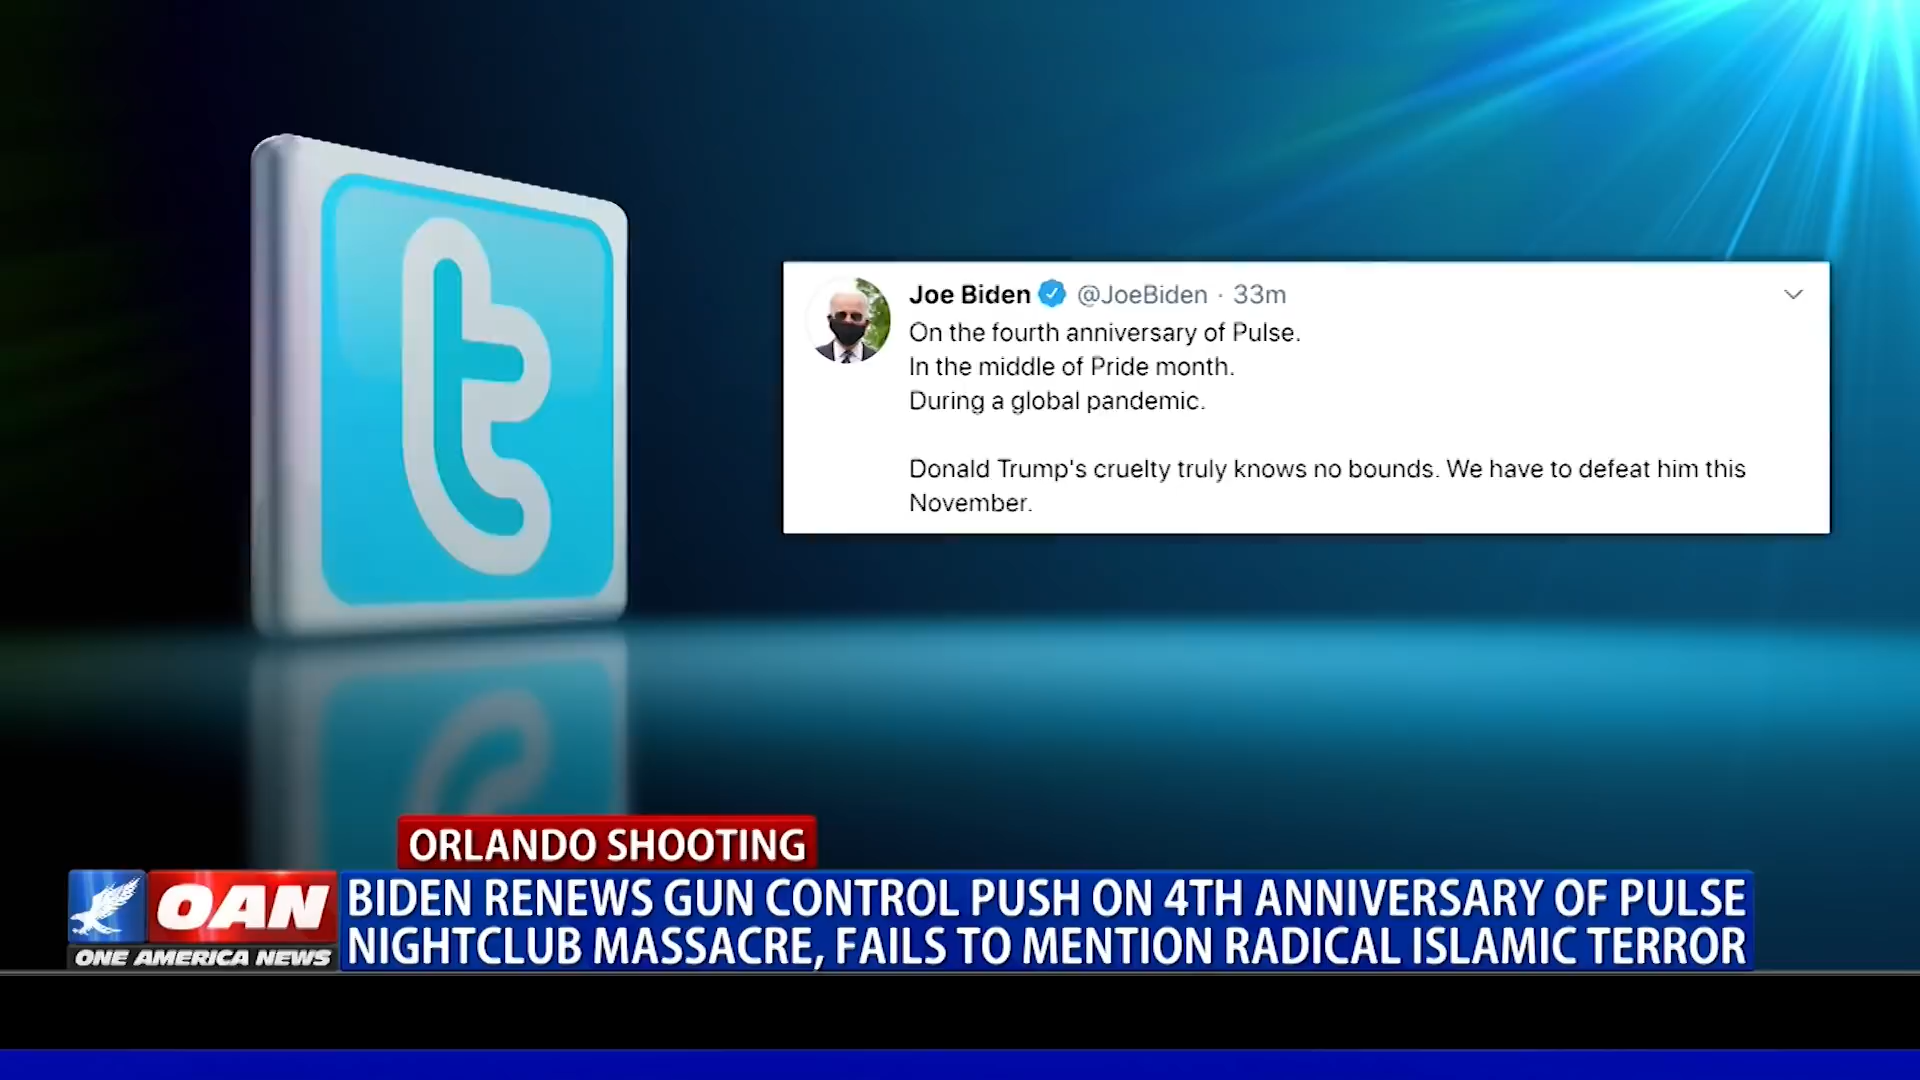 t
Joe Biden @JoeBiden · 33m
On the fourth anniversary of Pulse.
In the middle of Pride month.
During a global pandemic.
Donald Trump's cruelty truly knows no bounds. We have to defeat him this
November.
ORLANDO SHOOTING
OAN
ONE AMERICA NEWS
BIDEN RENEWS GUN CONTROL PUSH ON 4TH ANNIVERSARY OF PULSE
NIGHTCLUB MASSACRE, FAILS TO MENTION RADICAL ISLAMIC TERROR